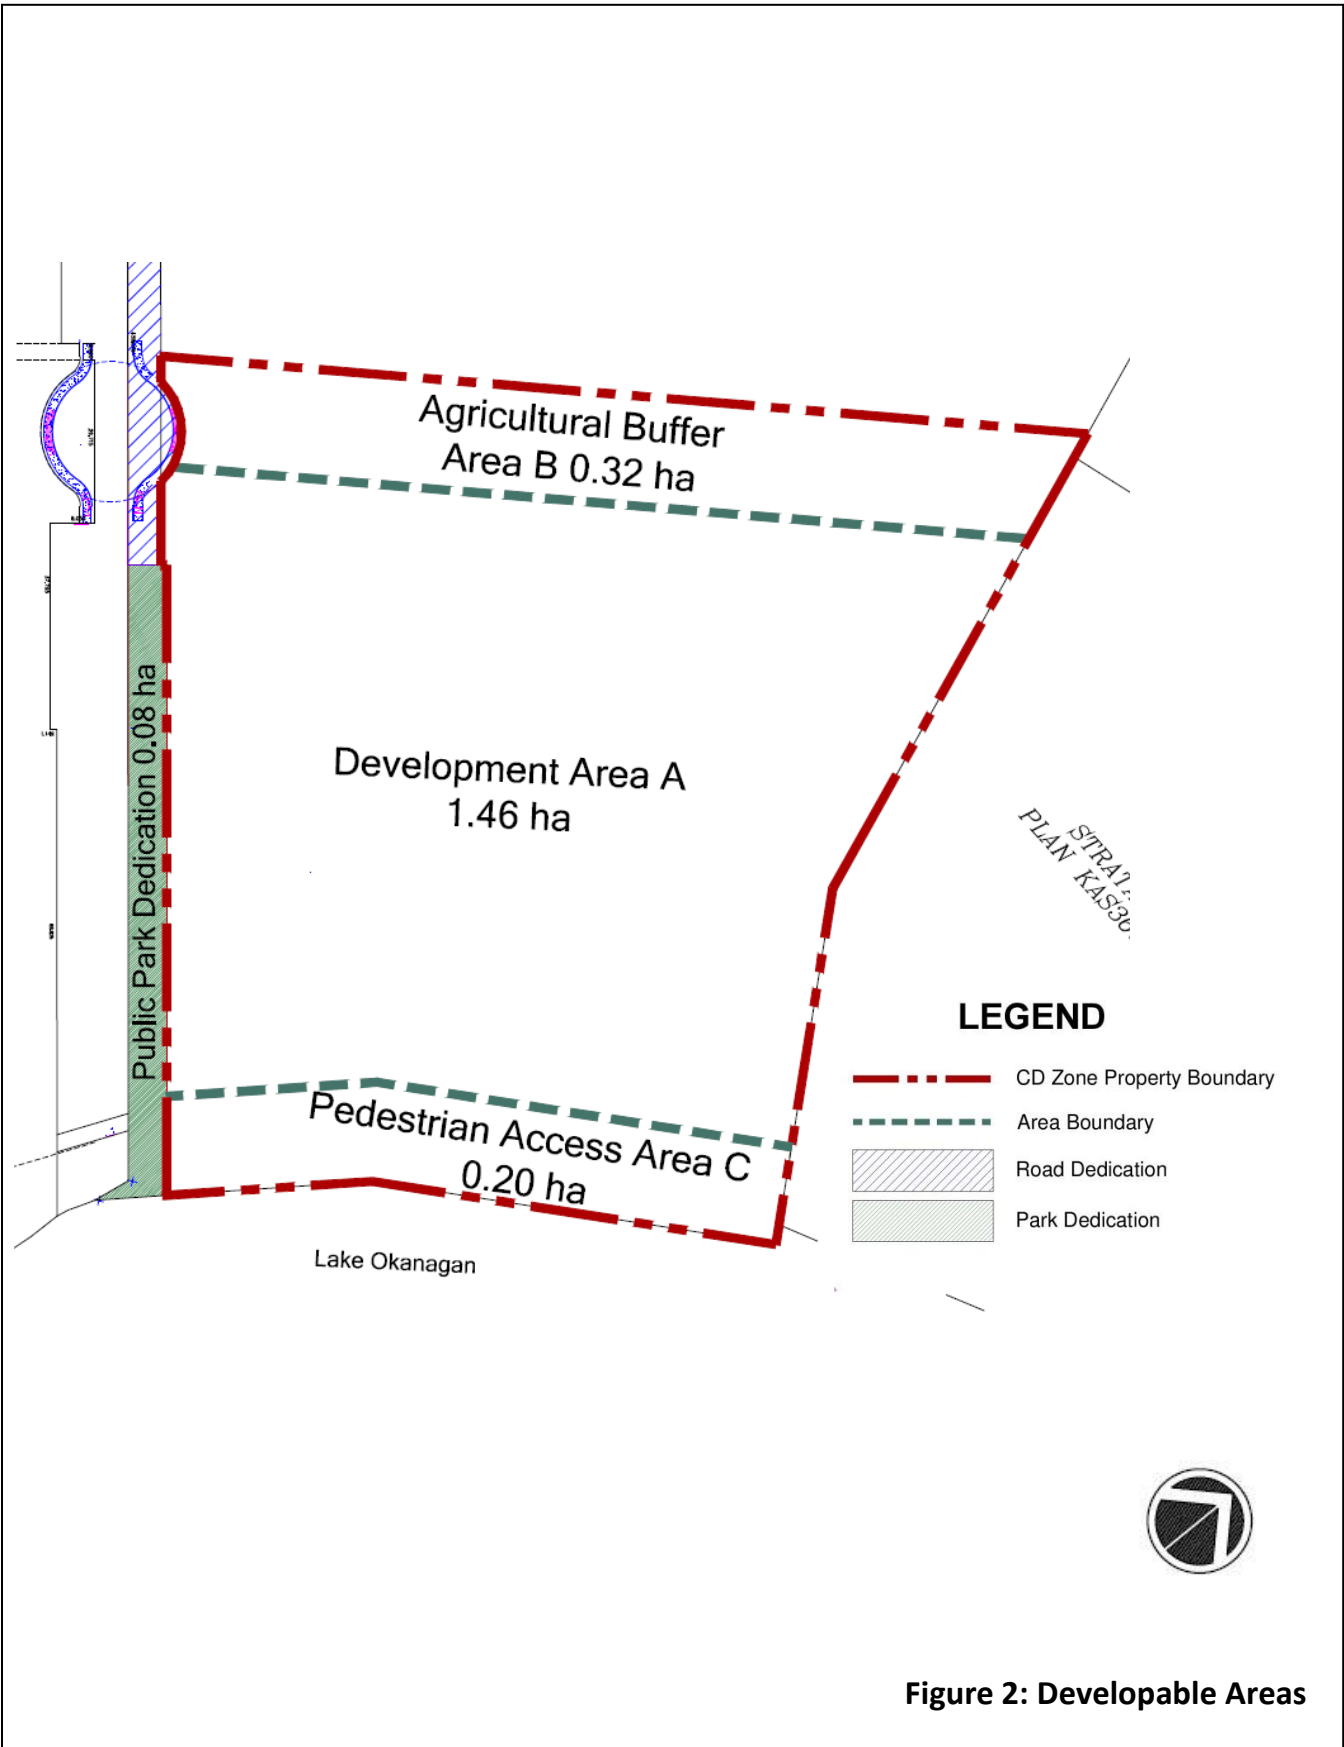 Agricultural Buffer
Area B 0.32 ha
Public Park Dedication 0.08 ha
Development Area A
1.46 ha
STRATA
PLAN KAS36
Pedestrian Access Area C
0.20 ha
Lake Okanagan
LEGEND
CD Zone Property Boundary
Area Boundary
Road Dedication
Park Dedication
Figure 2: Developable Areas